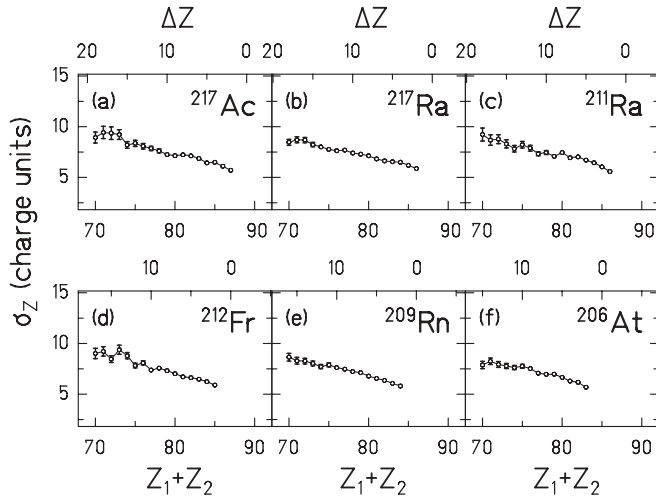 ΔZ ΔZ ΔZ
20 10 0 20 10 0 20 10 0
15 (a) ²¹⁷Ac (b) ²¹⁷Ra (c) ²¹¹Ra
10
5
70 80 90 70 80 90 70 80 90
σ_Z (charge units)
10 0 10 0 10 0
15 (d) ²¹²Fr (e) ²⁰⁹Rn (f) ²⁰⁶At
10
5
70 80 90 70 80 90 70 80 90
Z₁+Z₂ Z₁+Z₂ Z₁+Z₂